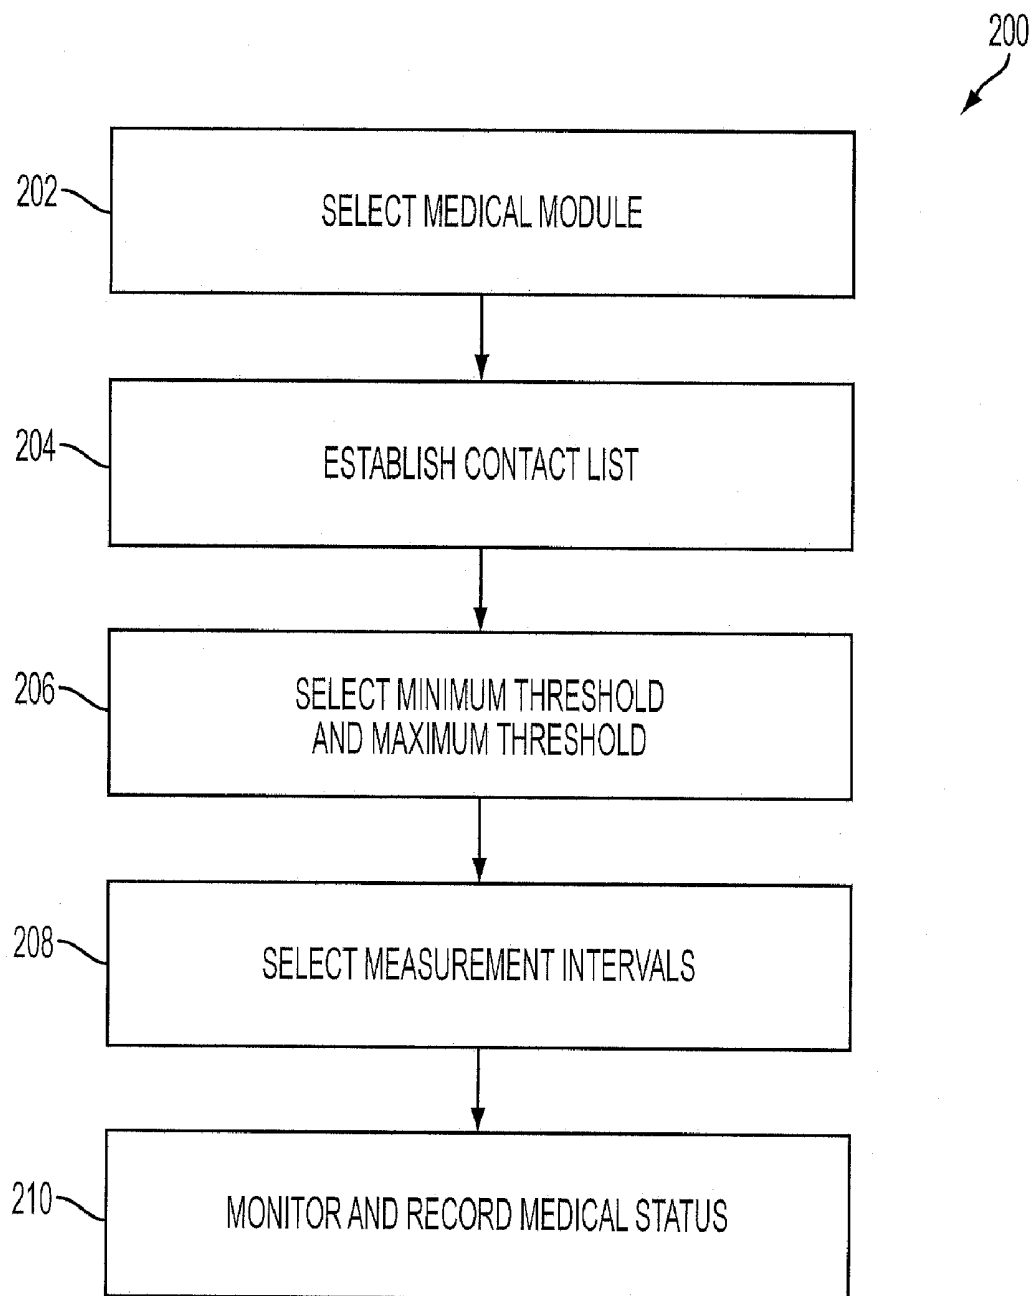 200
202
SELECT MEDICAL MODULE
204
ESTABLISH CONTACT LIST
206
SELECT MINIMUM THRESHOLD
AND MAXIMUM THRESHOLD
208
SELECT MEASUREMENT INTERVALS
210
MONITOR AND RECORD MEDICAL STATUS